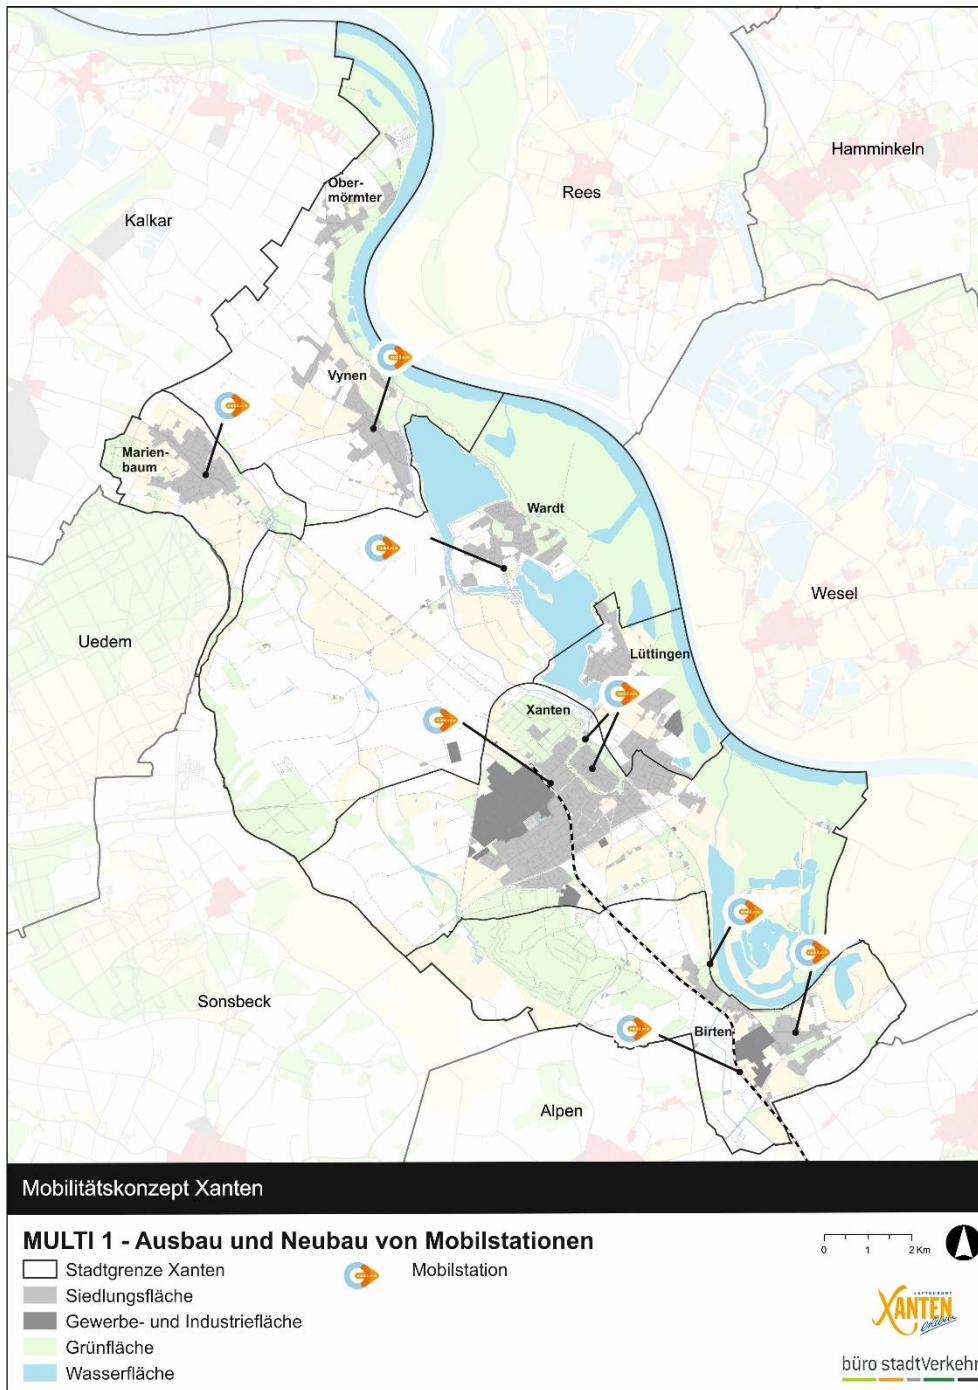 Hamminkeln
Rees
Kalkar
Ober-
mörmter
Vynen
Marien-
baum
Wardt
Wesel
Uedem
Lüttingen
Xanten
Sonsbeck
Birten
Alpen
Mobilitätskonzept Xanten
MULTI 1 - Ausbau und Neubau von Mobilstationen
Stadtgrenze Xanten
Mobilstation
Siedlungsfläche
Gewerbe- und Industriefläche
Grünfläche
Wasserfläche
0 1 2 Km
LUFTKURORT
XANTEN
erleben
büro stadtVerkehr